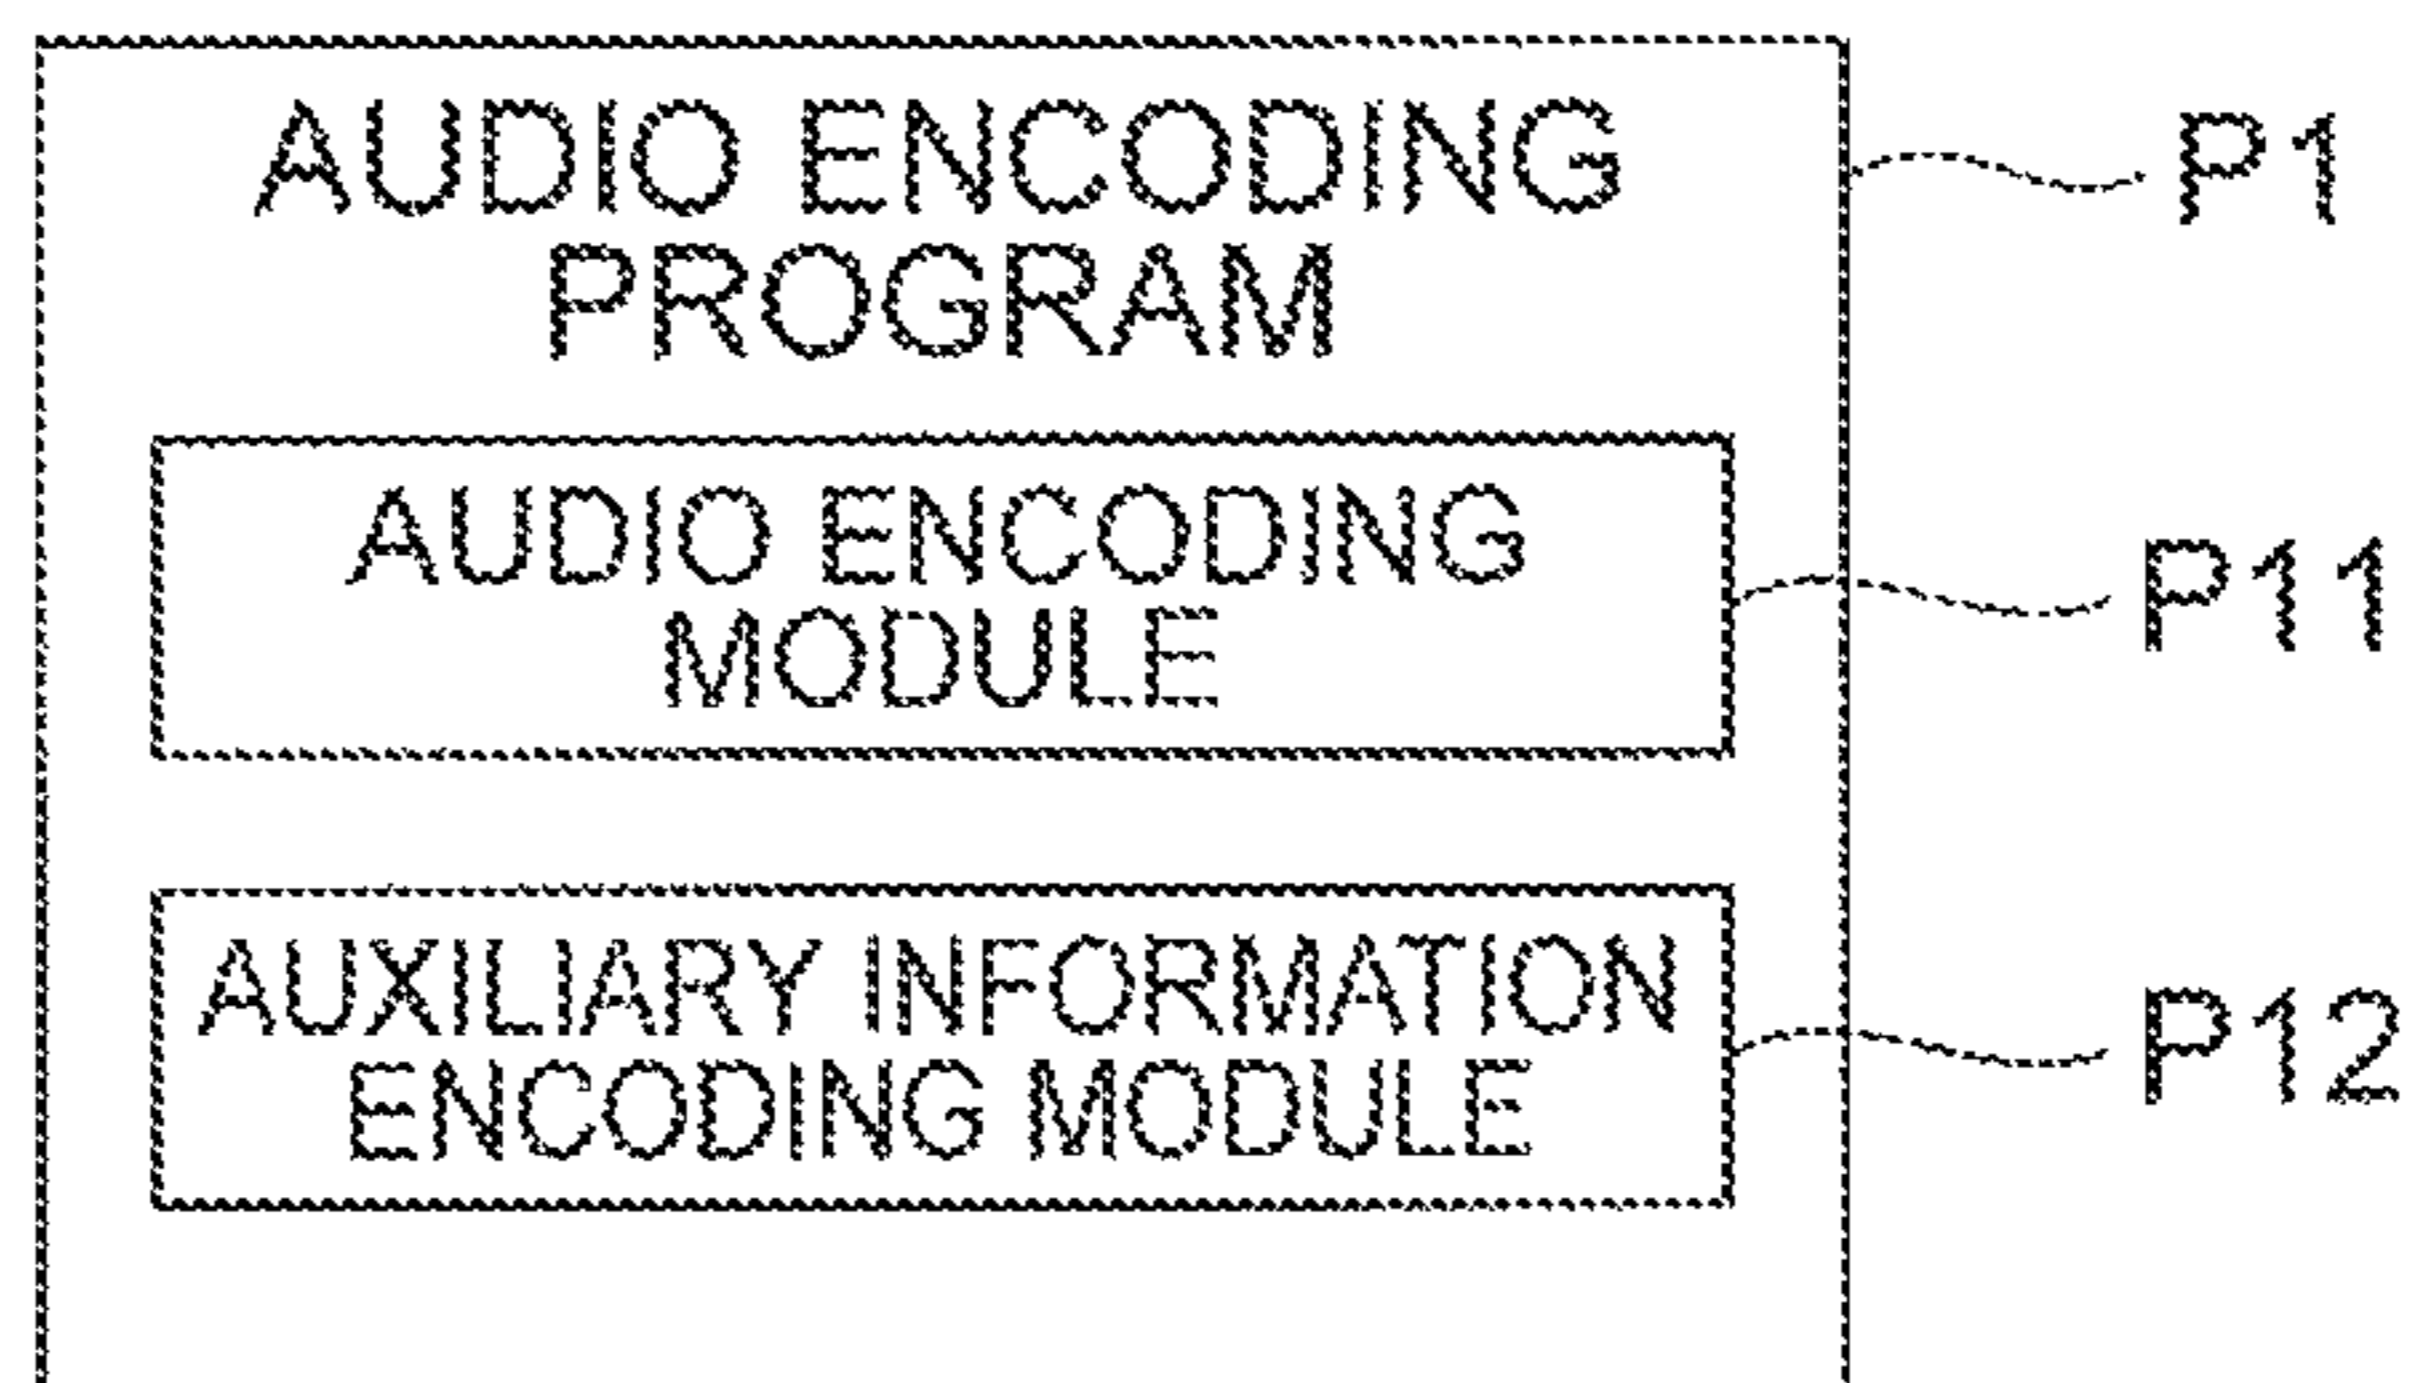 AUDIO ENCODING P1
PROGRAM
AUDIO ENCODING
MODULE
P11
AUXILIARY INFORMATION
ENCODING MODULE
P12